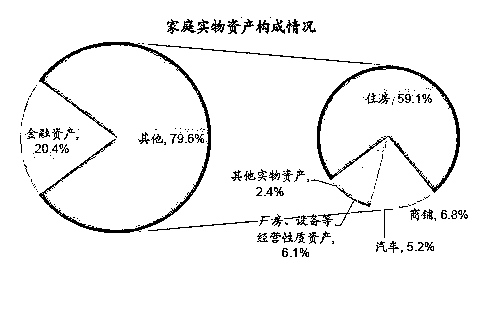 家庭实物资产构成情况
住房, 59.1%
金融资产,
20.4%
其他, 79.6%
其他实物资产,
2.4%
厂房、设备等
经营性质资产,
6.1%
商铺, 6.8%
汽车, 5.2%